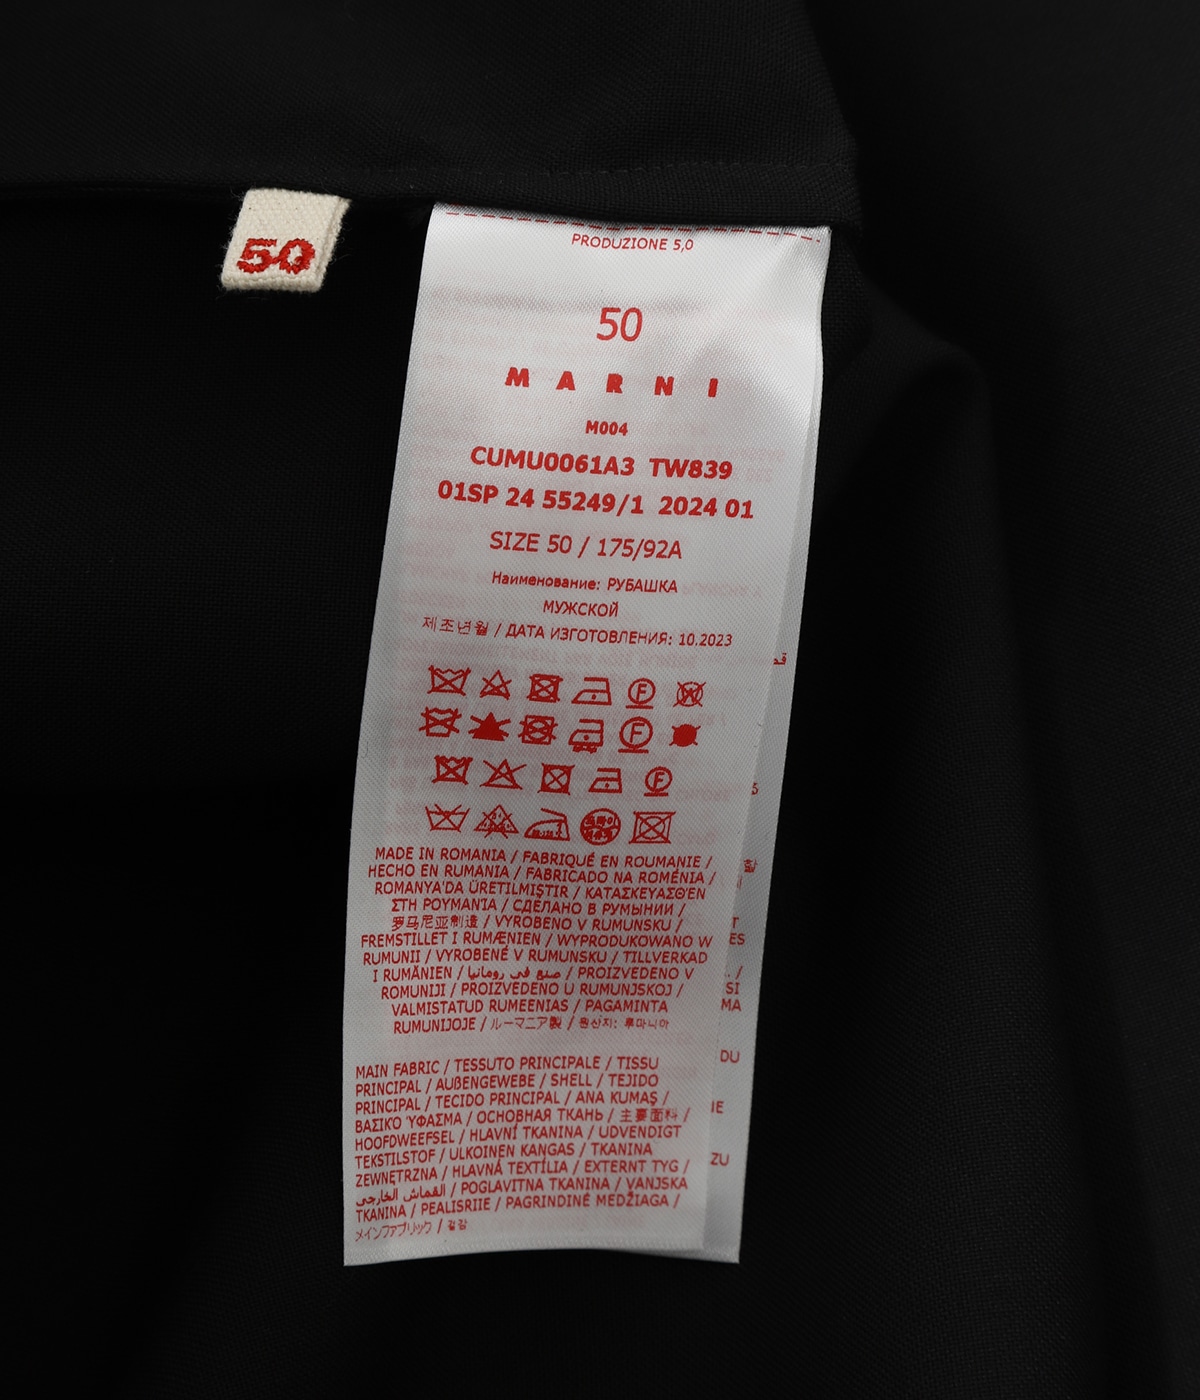 50
PRODUZIONE 5,0
50
MARNI
M004
CUMU0061A3 TW839
01SP 24 55249/1 2024 01
SIZE 50 / 175/92A
Наименование: РУБАШКА
МУЖСКОЙ
제조년월 / ДАТА ИЗГОТОВЛЕНИЯ: 10.2023
MADE IN ROMANIA / FABRIQUÉ EN ROUMANIE /
HECHO EN RUMANIA / FABRICADO NA ROMÉNIA /
ROMANYA'DA ÜRETILMIŞTIR / ΚΑΤΑΣΚΕΥΑΣΘΈΝ
ΣΤΗ ΡΟΥΜΑΝΊΑ / СДЕЛАНО В РУМЫНИИ /
罗马尼亚制造 / VYROBENO V RUMUNSKU /
FREMSTILLET I RUMÆNIEN / WYPRODUKOWANO W
RUMUNII / VYROBENÉ V RUMUNSKU / TILLVERKAD
I RUMÄNIEN / صنع في رومانيا / PROIZVEDENO V
ROMUNIJI / PROIZVEDENO U RUMUNJSKOJ /
VALMISTATUD RUMEENIAS / PAGAMINTA
RUMUNIJOJE / ルーマニア製 / 원산지: 루마니아
MAIN FABRIC / TESSUTO PRINCIPALE / TISSU
PRINCIPAL / AUßENGEWEBE / SHELL / TEJIDO
PRINCIPAL / TECIDO PRINCIPAL / ANA KUMAŞ /
ΒΑΣΙΚΟ ΎΦΑΣΜΑ / ОСНОВНАЯ ТКАНЬ / 主要面料 /
HOOFDWEEFSEL / HLAVNÍ TKANINA / UDVENDIGT
TEKSTILSTOF / ULKOINEN KANGAS / TKANINA
ZEWNĘTRZNA / HLAVNÁ TEXTÍLIA / EXTERNT TYG /
القماش الخارجي / POGLAVITNA TKANINA / VANJSKA
TKANINA / PEALISRIIE / PAGRINDINĖ MEDŽIAGA /
メインファブリック / 겉감